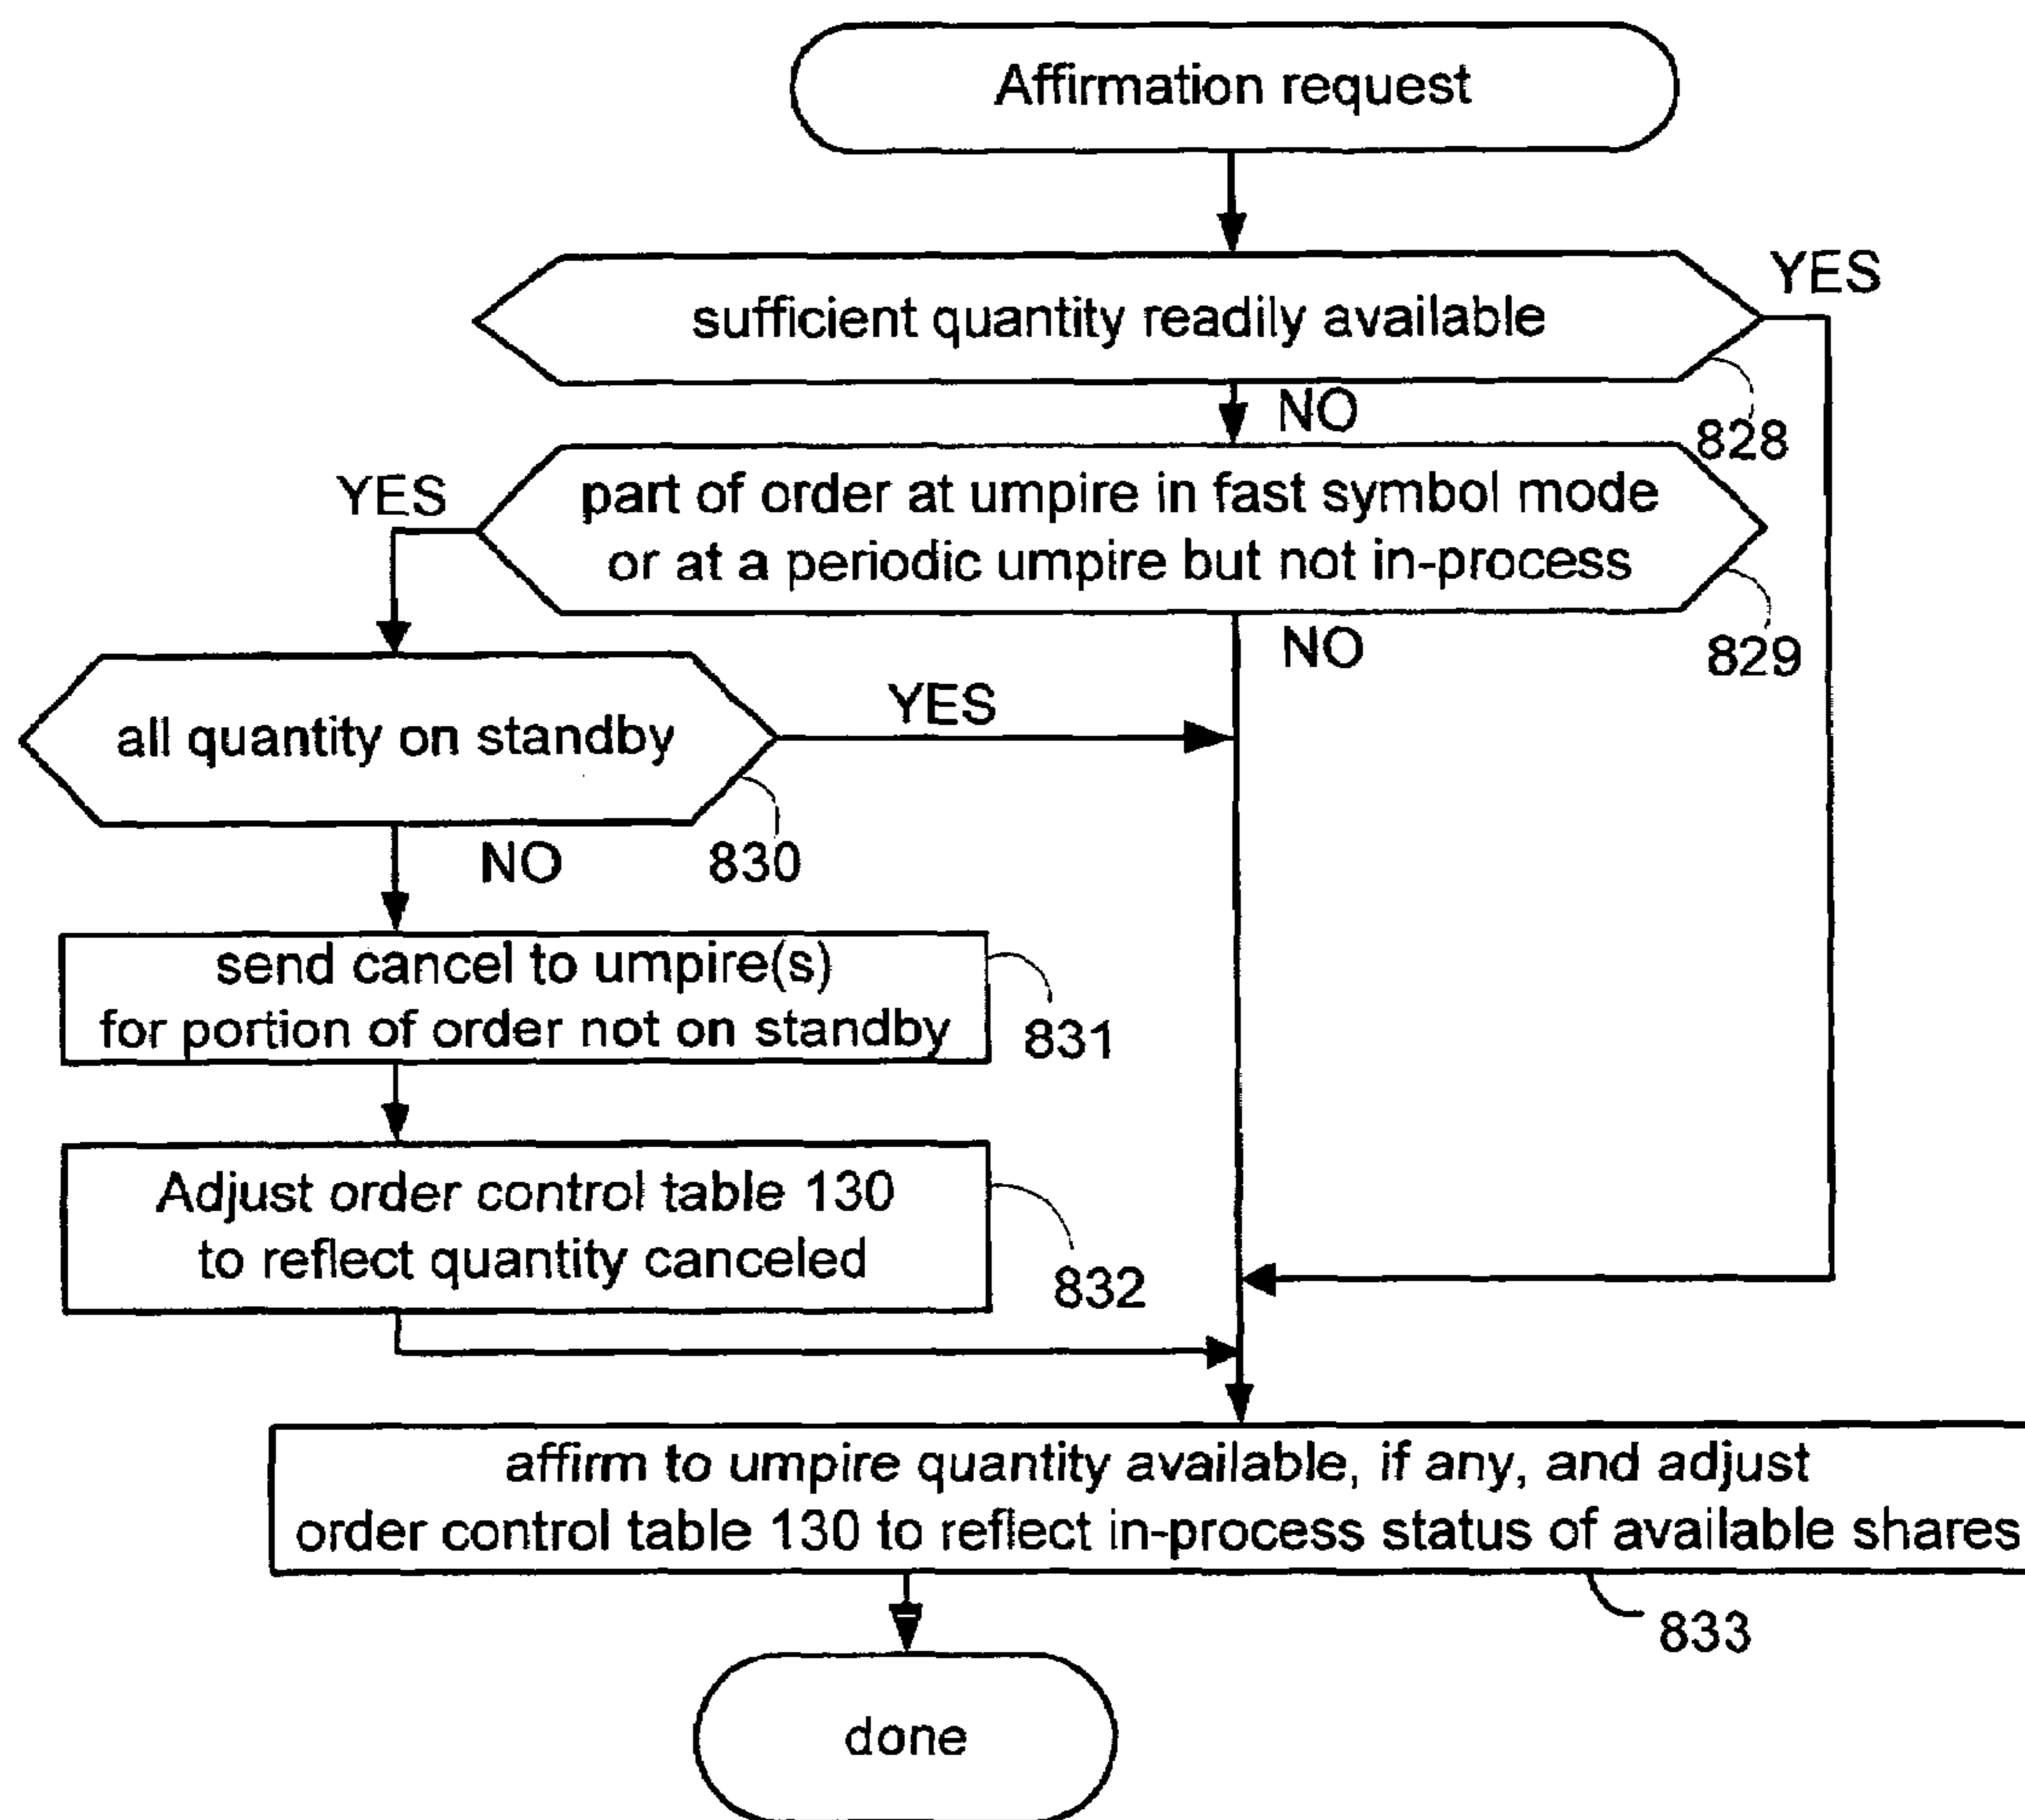 Affirmation request
YES
sufficient quantity readily available
NO
828
YES
part of order at umpire in fast symbol mode
or at a periodic umpire but not in-process
NO
829
YES
all quantity on standby
NO
830
send cancel to umpire(s)
for portion of order not on standby
831
Adjust order control table 130
to reflect quantity canceled
832
affirm to umpire quantity available, if any, and adjust
order control table 130 to reflect in-process status of available shares
833
done